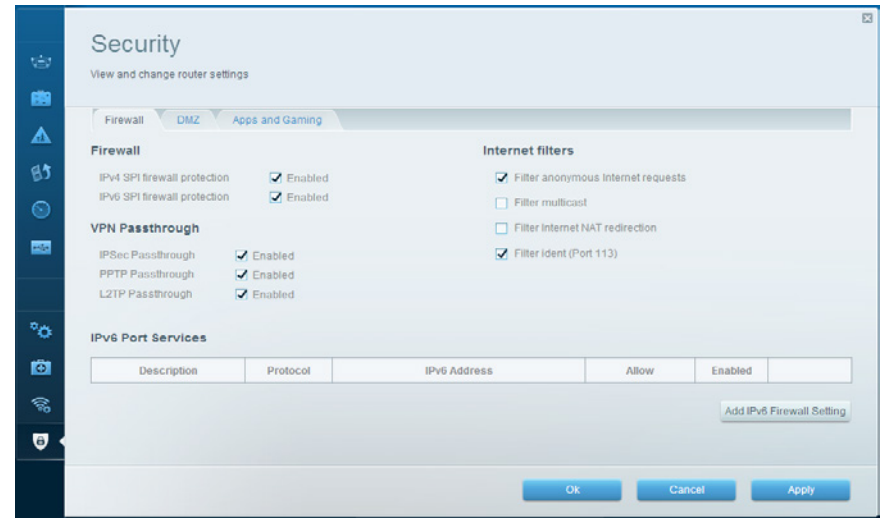 Security
View and change router settings
Firewall DMZ Apps and Gaming
Firewall
IPv4 SPI firewall protection Enabled
IPv6 SPI firewall protection Enabled
VPN Passthrough
IPSec Passthrough Enabled
PPTP Passthrough Enabled
L2TP Passthrough Enabled
Internet filters
Filter anonymous Internet requests
Filter multicast
Filter Internet NAT redirection
Filter ident (Port 113)
IPv6 Port Services
Description Protocol IPv6 Address Allow Enabled
Add IPv6 Firewall Setting
Ok Cancel Apply